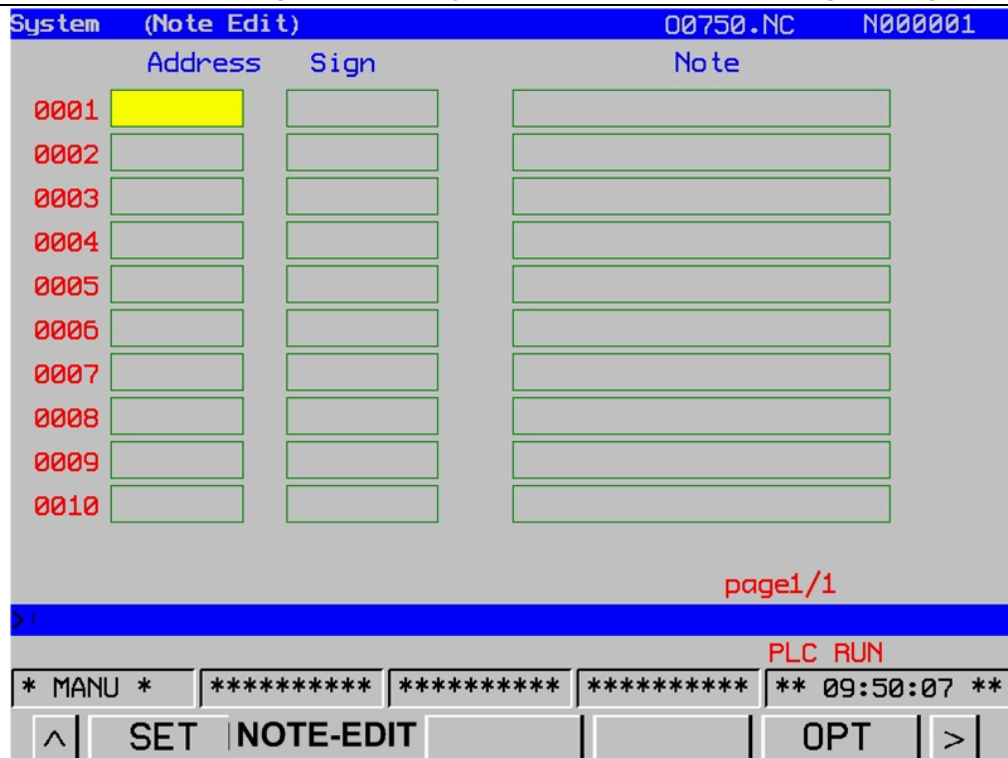 System (Note Edit) O0750.NC N000001
Address Sign Note
0001
0002
0003
0004
0005
0006
0007
0008
0009
0010
page1/1
>
PLC RUN
* MANU * ********** ********** ********** ** 09:50:07 **
^ SET NOTE-EDIT OPT >